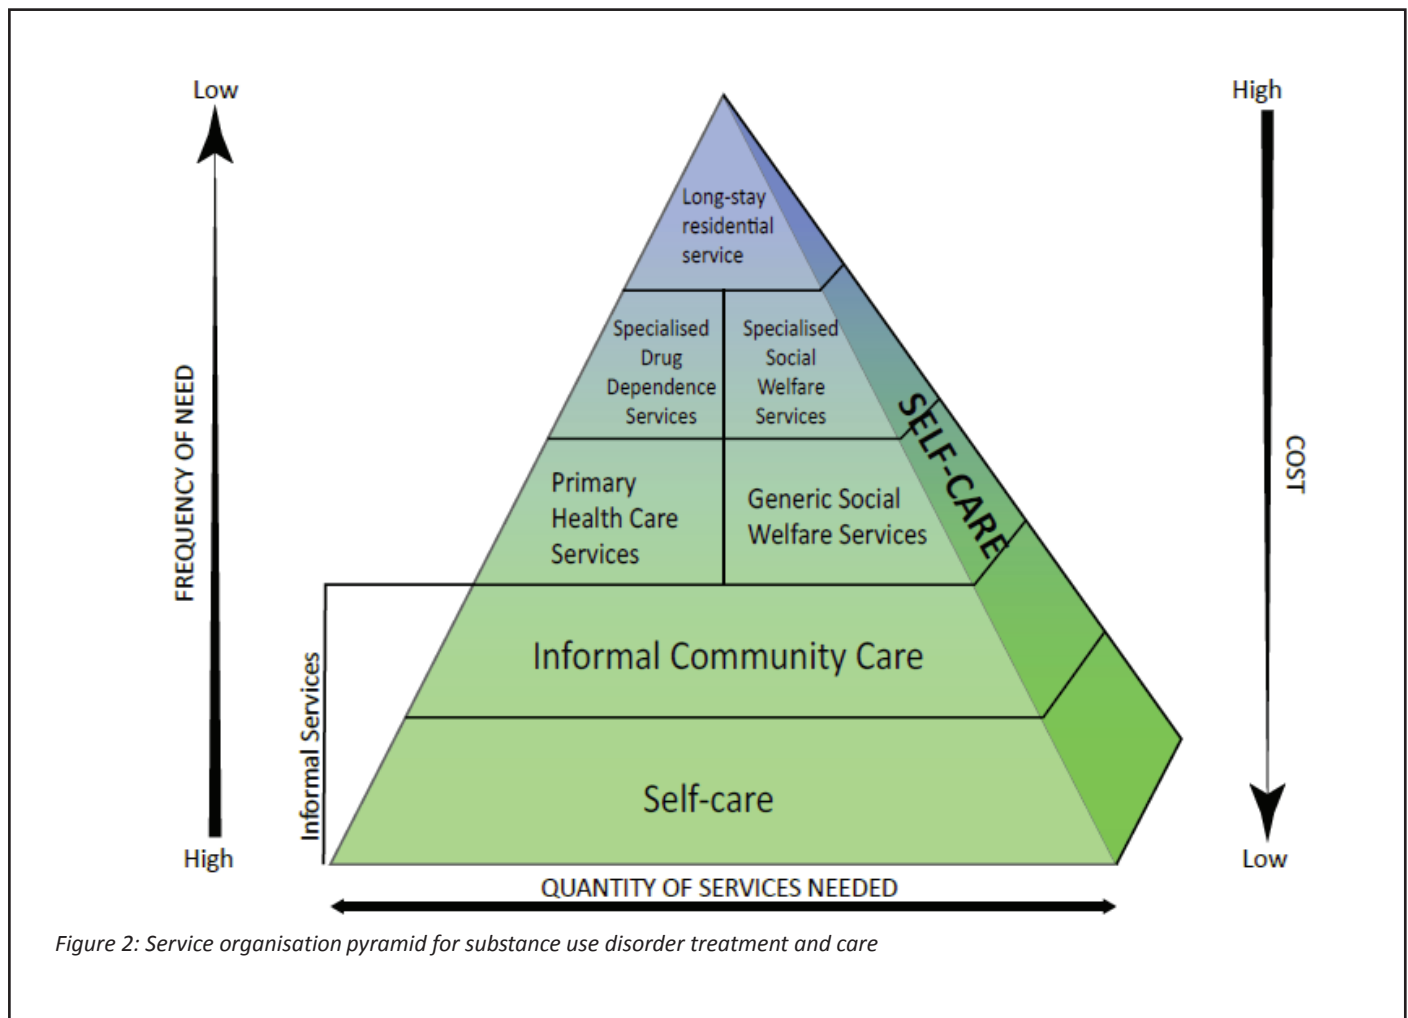 Low
High
Long-stay
residential
service
Specialised
Drug
Dependence
Services
Specialised
Social
Welfare
Services
SELF-CARE
FREQUENCY OF NEED
COST
Primary
Health Care
Services
Generic Social
Welfare Services
Informal Services
Informal Community Care
Self-care
High
Low
QUANTITY OF SERVICES NEEDED
Figure 2: Service organisation pyramid for substance use disorder treatment and care